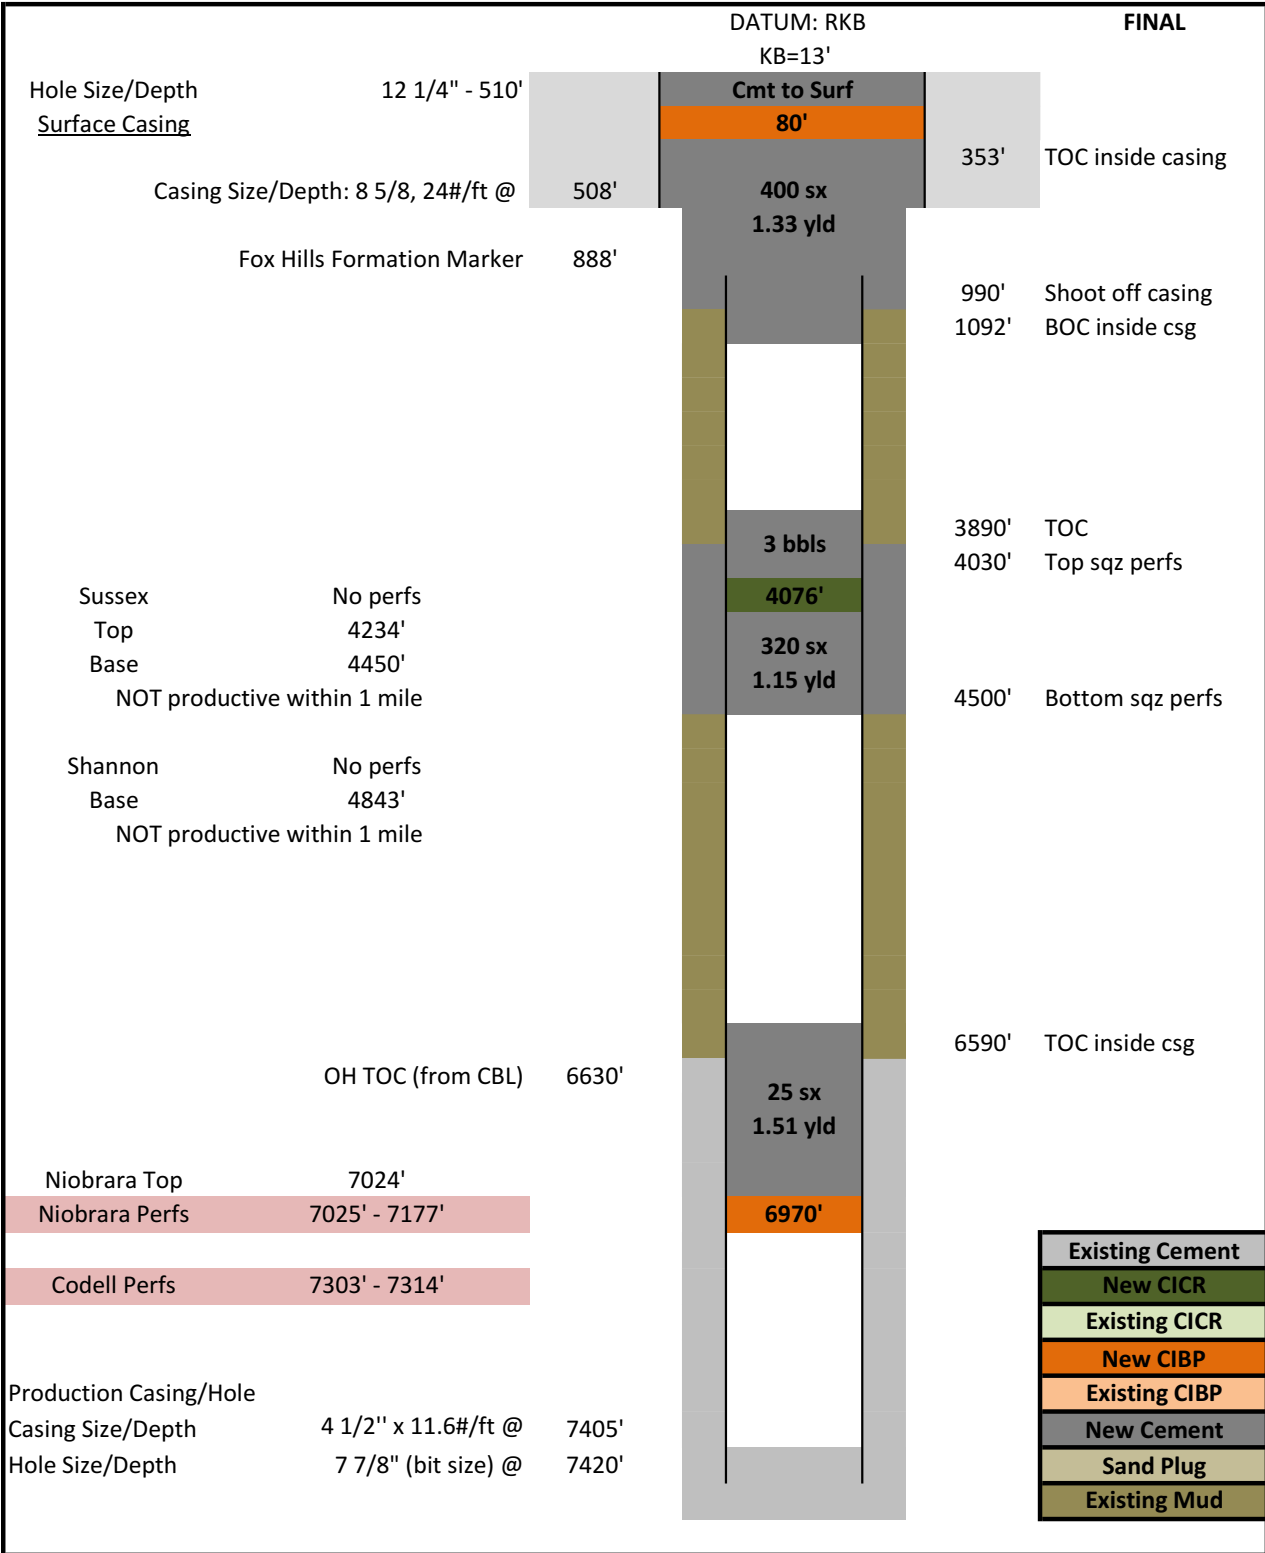 DATUM: RKB FINAL
KB=13'
Hole Size/Depth 12 1/4" - 510' Cmt to Surf
Surface Casing 80'
353' TOC inside casing
Casing Size/Depth: 8 5/8, 24#/ft @ 508' 400 sx
1.33 yld
Fox Hills Formation Marker 888'
990' Shoot off casing
1092' BOC inside csg
3890' TOC
3 bbls
4030' Top sqz perfs
Sussex No perfs 4076'
Top 4234'
320 sx
Base 4450'
1.15 yld
NOT productive within 1 mile 4500' Bottom sqz perfs
Shannon No perfs
Base 4843'
NOT productive within 1 mile
6590' TOC inside csg
OH TOC (from CBL) 6630'
25 sx
1.51 yld
Niobrara Top 7024'
Niobrara Perfs 7025' - 7177' 6970'
Existing Cement
Codell Perfs 7303' - 7314' New CICR
Existing CICR
New CIBP
Production Casing/Hole Existing CIBP
Casing Size/Depth 4 1/2'' x 11.6#/ft @ 7405' New Cement
Hole Size/Depth 7 7/8" (bit size) @ 7420' Sand Plug
Existing Mud